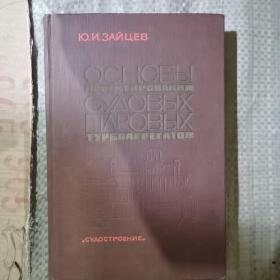 Ю.И.ЗАЙЦЕВ
ОСНОВЫ
ПРОЕКТИРОВАНИЯ
СУДОВЫХ
ПАРОВЫХ
ТУРБОАГРЕГАТОВ
„СУДОСТРОЕНИЕ“